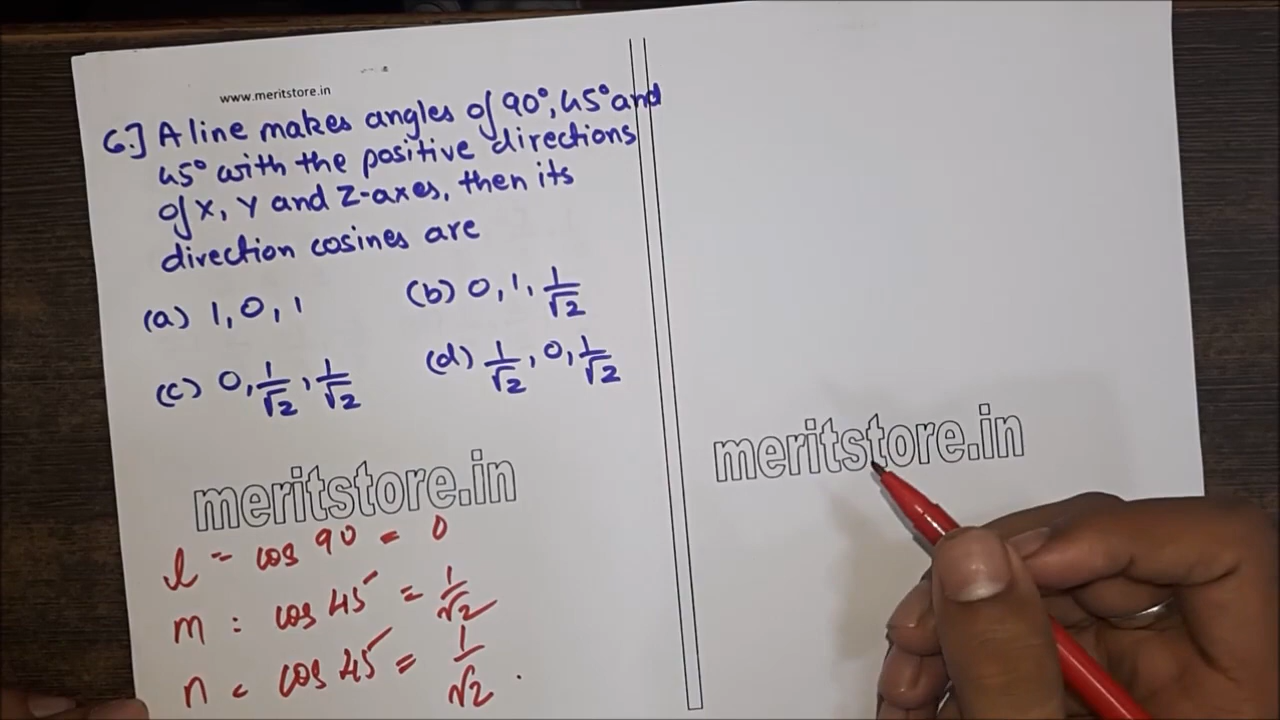 www.meritstore.in
6.] A line makes angles of 90°, 45° and
45° with the positive directions
of X, Y and Z-axes, then its
direction cosines are
(a) 1, 0, 1 (b) 0, 1, 1/√2
(c) 0, 1/√2, 1/√2 (d) 1/√2, 0, 1/√2
meritstore.in
meritstore.in
l = cos 90 = 0
m = cos 45 = 1/√2
n = cos 45 = 1/√2.